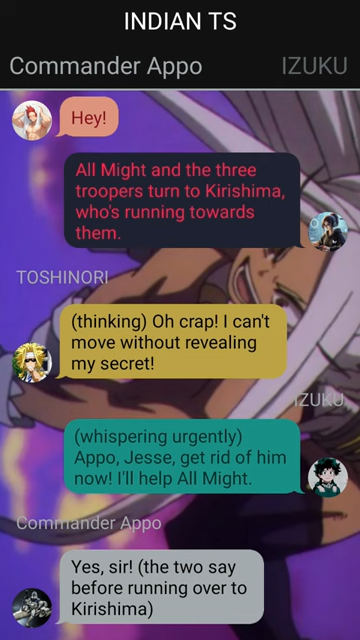 INDIAN TS
Commander Appo IZUKU
Hey!
All Might and the three
troopers turn to Kirishima,
who's running towards
them.
TOSHINORI
(thinking) Oh crap! I can't
move without revealing
my secret!
IZUKU
(whispering urgently)
Appo, Jesse, get rid of him
now! I'll help All Might.
Commander Appo
Yes, sir! (the two say
before running over to
Kirishima)